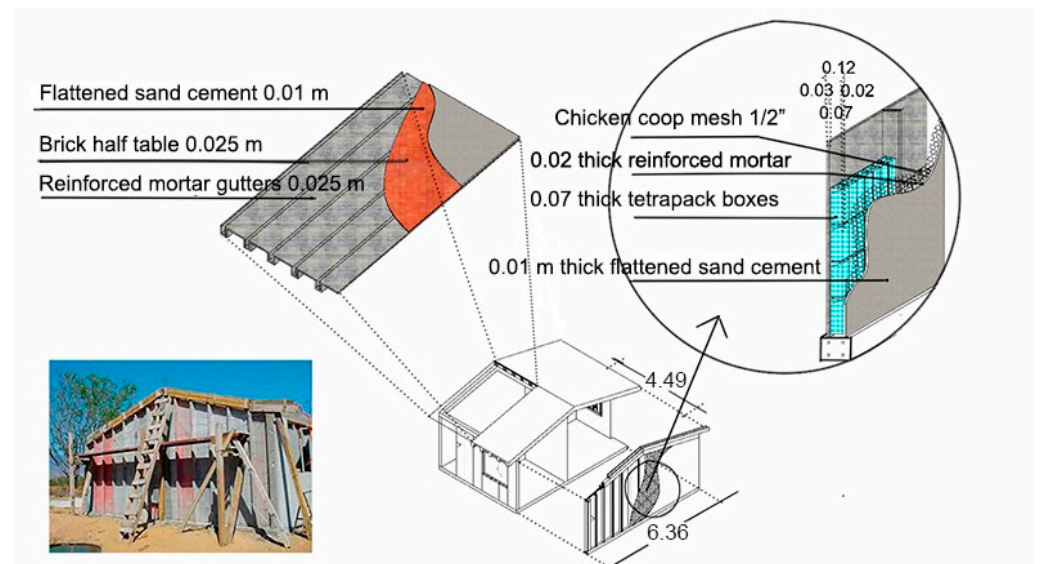 Flattened sand cement 0.01 m
Brick half table 0.025 m
Reinforced mortar gutters 0.025 m
0.12
0.03 0.02
0.07
Chicken coop mesh 1/2”
0.02 thick reinforced mortar
0.07 thick tetrapack boxes
0.01 m thick flattened sand cement
4.49
6.36